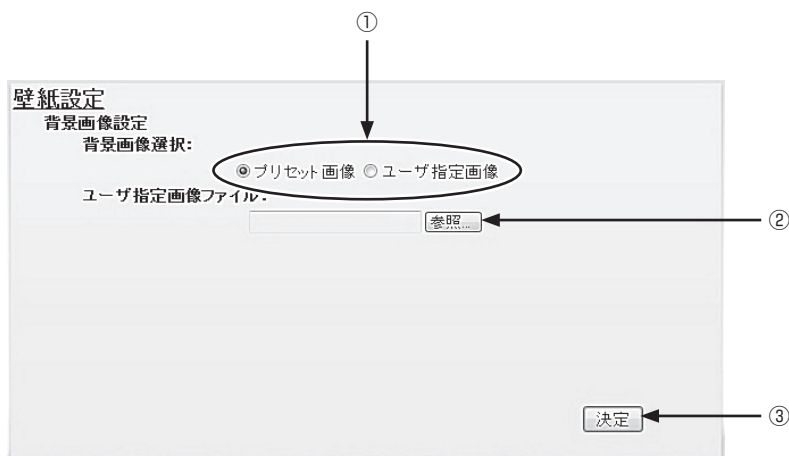 ①
壁紙設定
背景画像設定
背景画像選択:
プリセット画像 ユーザ指定画像
ユーザ指定画像ファイル:
参照... ②
決定 ③